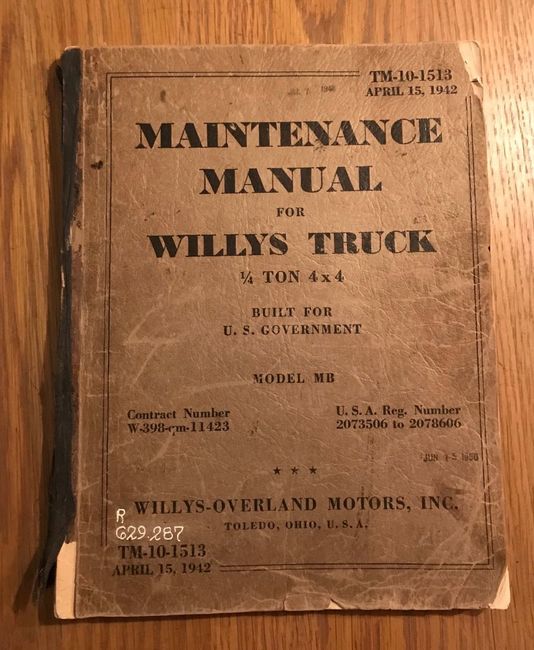 TM-10-1513
APRIL 15, 1942
MAINTENANCE
MANUAL
FOR
WILLYS TRUCK
¼ TON 4x4
BUILT FOR
U. S. GOVERNMENT
MODEL MB
Contract Number
W-398-qm-11423
U. S. A. Reg. Number
2073506 to 2078606
JUN
★ ★ ★
WILLYS-OVERLAND MOTORS, INC.
TOLEDO, OHIO, U. S. A.
R
629.287
TM-10-1513
APRIL 15, 1942